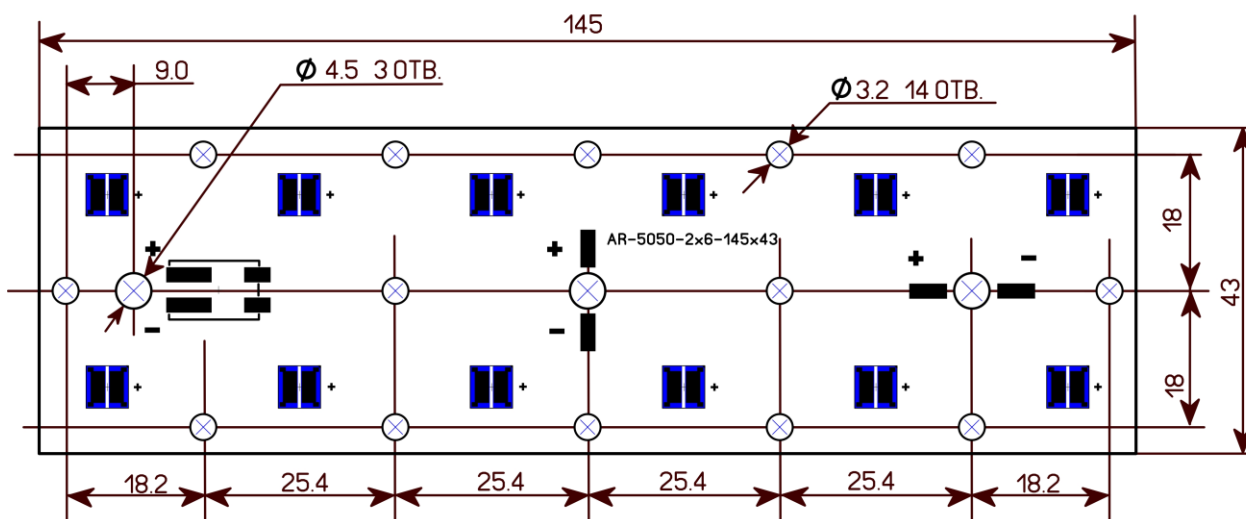 145
9.0
Ø 4.5 3 ОТВ.
Ø 3.2 14 ОТВ.
+ + + + + +
18
+ + AR-5050-2x6-145x43
+ -
43
- -
18
+ + + + + +
18.2 25.4 25.4 25.4 25.4 18.2